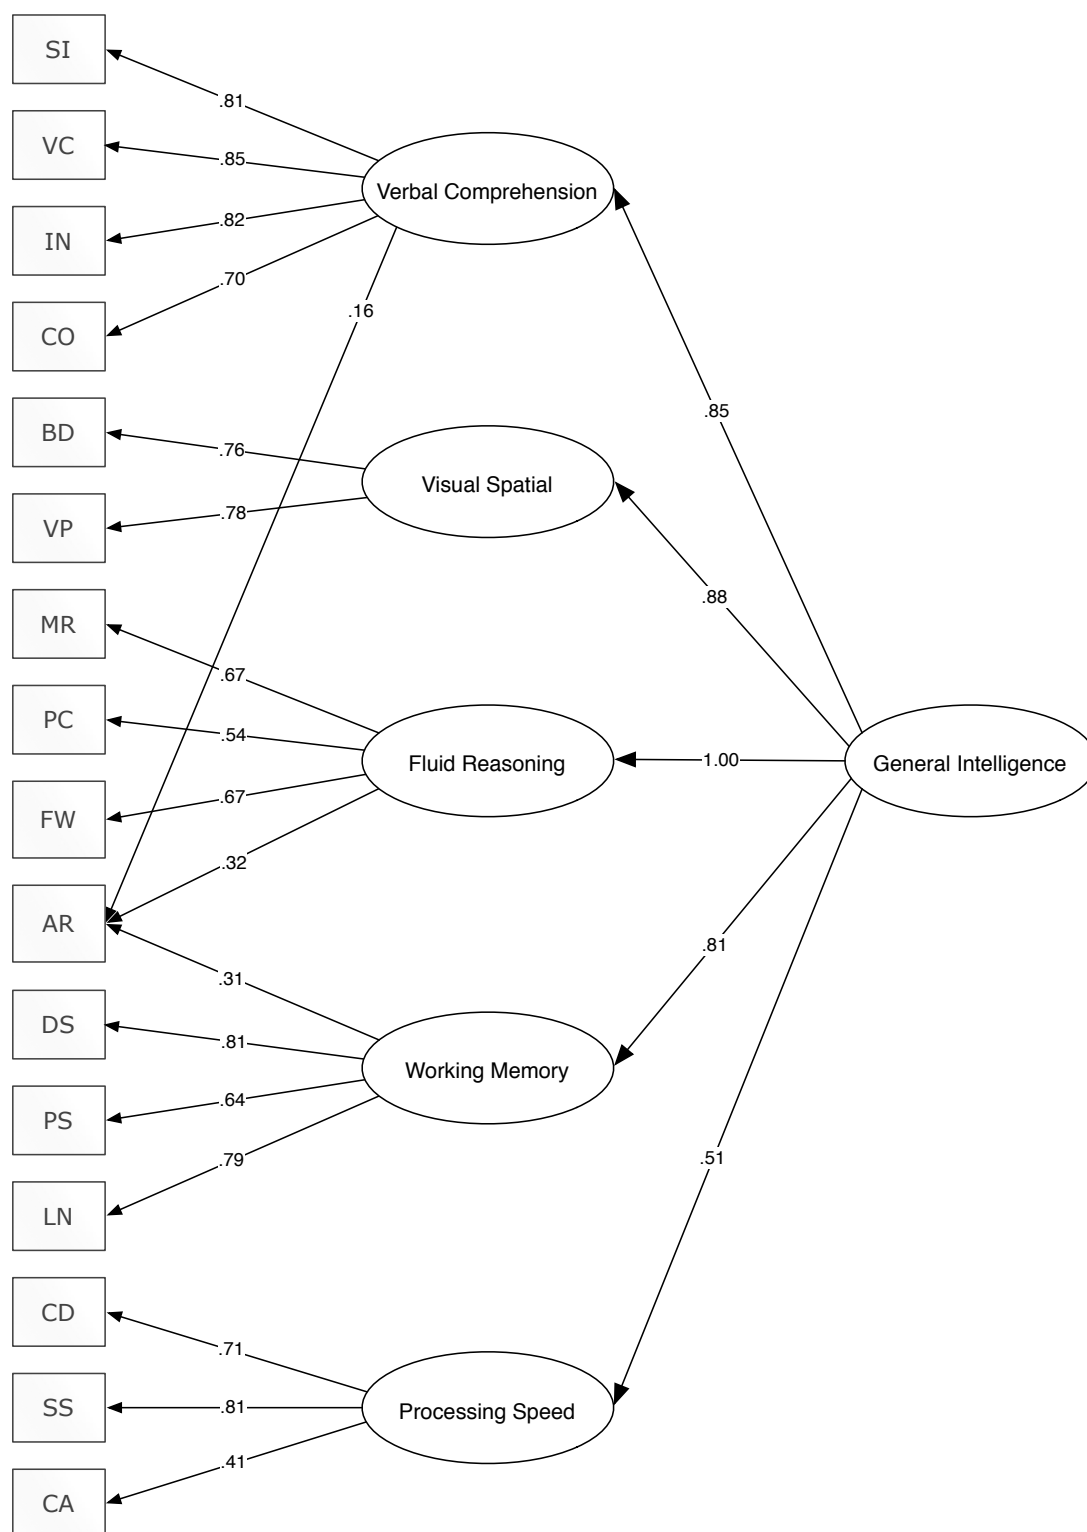 SI
.81
VC
.85
Verbal Comprehension
IN
.82
CO
.70
.16
.85
BD
.76
Visual Spatial
VP
.78
.88
MR
.67
PC
.54
Fluid Reasoning
1.00
General Intelligence
FW
.67
.32
AR
.31
.81
DS
.81
Working Memory
PS
.64
LN
.79
.51
CD
.71
SS
.81
Processing Speed
CA
.41